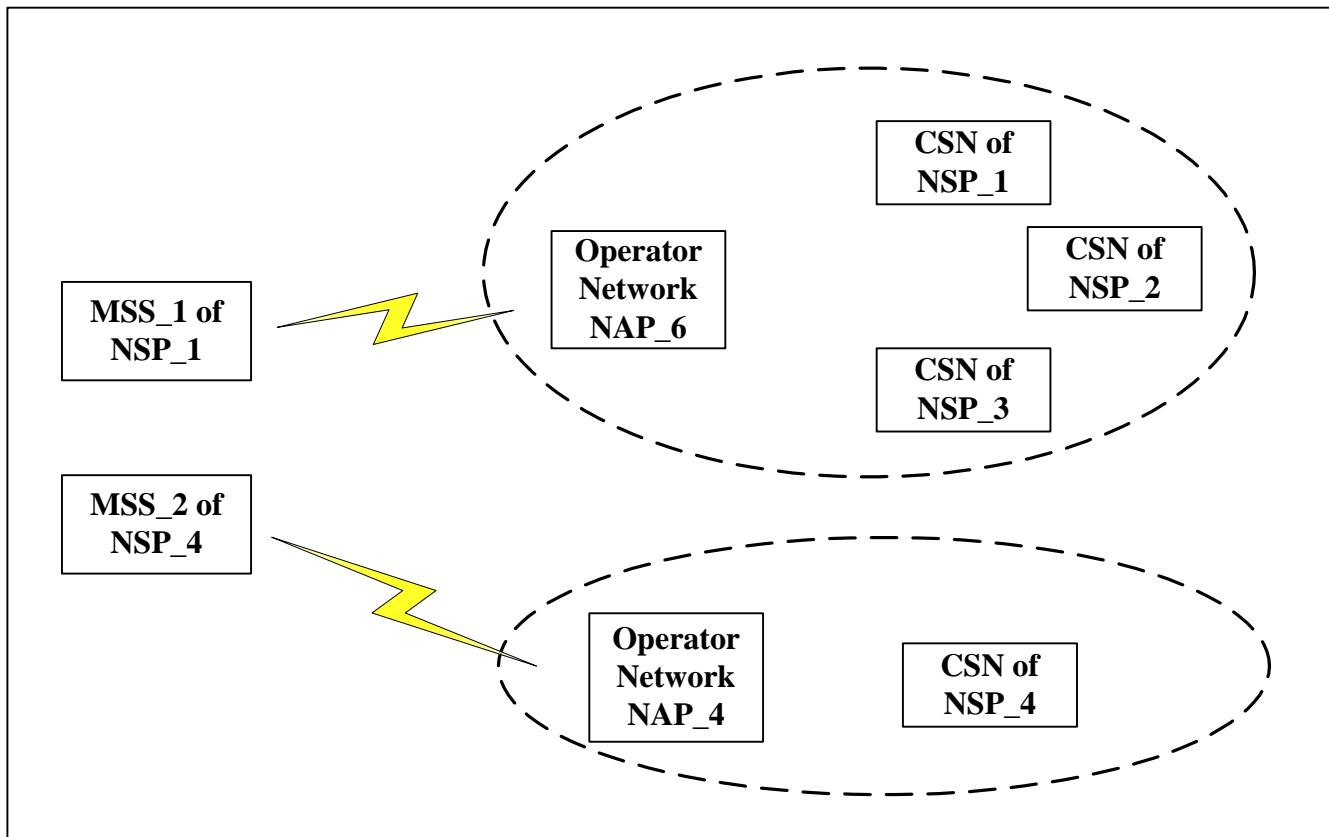 CSN of
NSP_1
CSN of
NSP_2
Operator
Network
NAP_6
MSS_1 of
NSP_1
CSN of
NSP_3
MSS_2 of
NSP_4
Operator
Network
NAP_4
CSN of
NSP_4